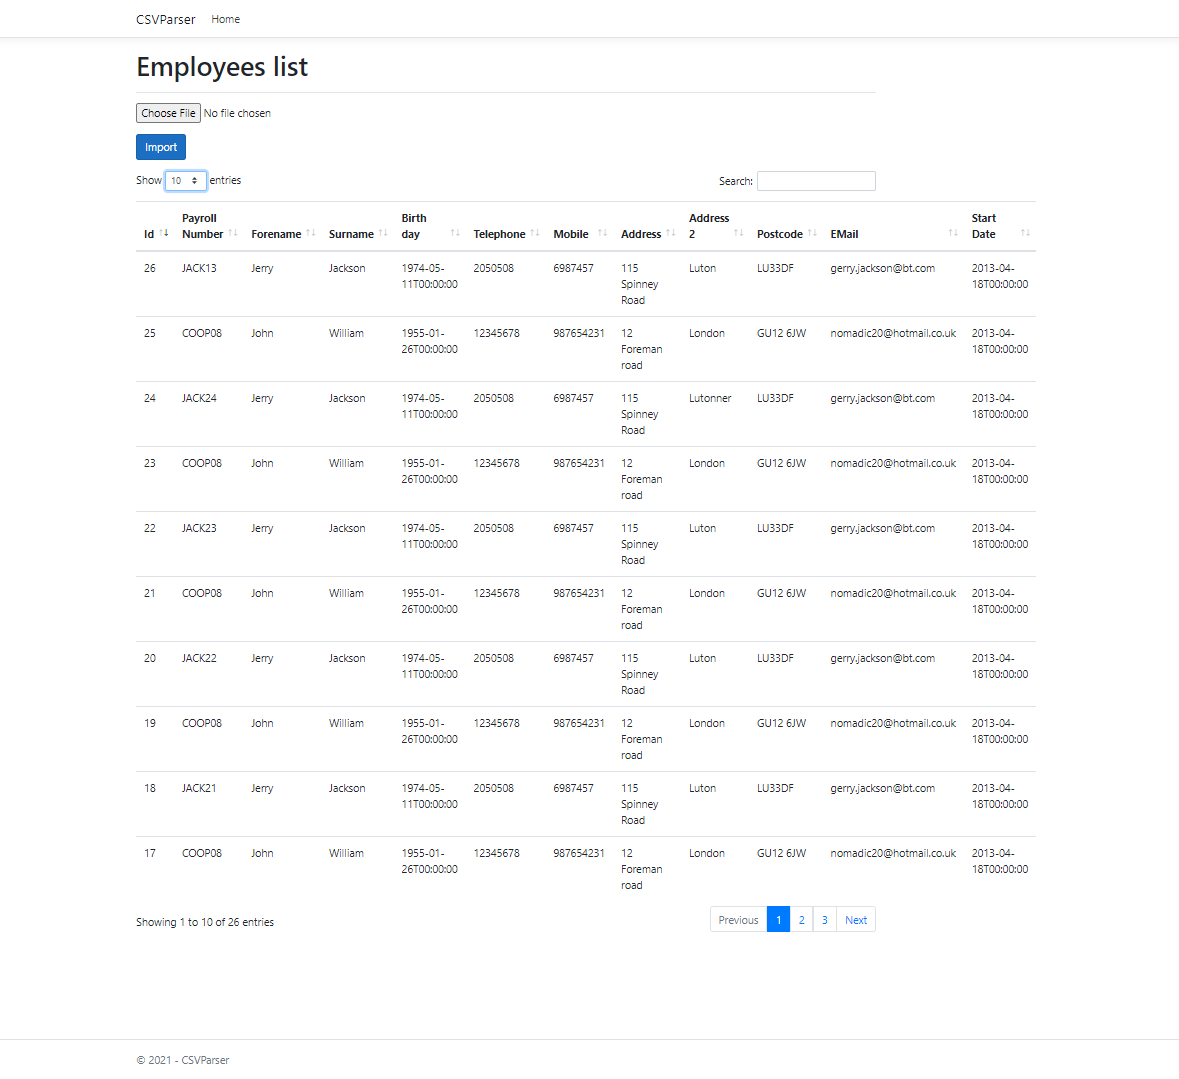 CSVParser Home
Employees list
Choose File No file chosen
Import
Show 10 entries Search:
Payroll Birth Address Start
Id Number Forename Surname day Telephone Mobile Address 2 Postcode EMail Date
26 JACK13 Jerry Jackson 1974-05- 2050508 6987457 115 Luton LU33DF gerry.jackson@bt.com 2013-04-
11T00:00:00 Spinney 18T00:00:00
Road
25 COOP08 John William 1955-01- 12345678 987654231 12 London GU12 6JW nomadic20@hotmail.co.uk 2013-04-
26T00:00:00 Foreman 18T00:00:00
road
24 JACK24 Jerry Jackson 1974-05- 2050508 6987457 115 Lutonner LU33DF gerry.jackson@bt.com 2013-04-
11T00:00:00 Spinney 18T00:00:00
Road
23 COOP08 John William 1955-01- 12345678 987654231 12 London GU12 6JW nomadic20@hotmail.co.uk 2013-04-
26T00:00:00 Foreman 18T00:00:00
road
22 JACK23 Jerry Jackson 1974-05- 2050508 6987457 115 Luton LU33DF gerry.jackson@bt.com 2013-04-
11T00:00:00 Spinney 18T00:00:00
Road
21 COOP08 John William 1955-01- 12345678 987654231 12 London GU12 6JW nomadic20@hotmail.co.uk 2013-04-
26T00:00:00 Foreman 18T00:00:00
road
20 JACK22 Jerry Jackson 1974-05- 2050508 6987457 115 Luton LU33DF gerry.jackson@bt.com 2013-04-
11T00:00:00 Spinney 18T00:00:00
Road
19 COOP08 John William 1955-01- 12345678 987654231 12 London GU12 6JW nomadic20@hotmail.co.uk 2013-04-
26T00:00:00 Foreman 18T00:00:00
road
18 JACK21 Jerry Jackson 1974-05- 2050508 6987457 115 Luton LU33DF gerry.jackson@bt.com 2013-04-
11T00:00:00 Spinney 18T00:00:00
Road
17 COOP08 John William 1955-01- 12345678 987654231 12 London GU12 6JW nomadic20@hotmail.co.uk 2013-04-
26T00:00:00 Foreman 18T00:00:00
road
Showing 1 to 10 of 26 entries Previous 1 2 3 Next
© 2021 - CSVParser